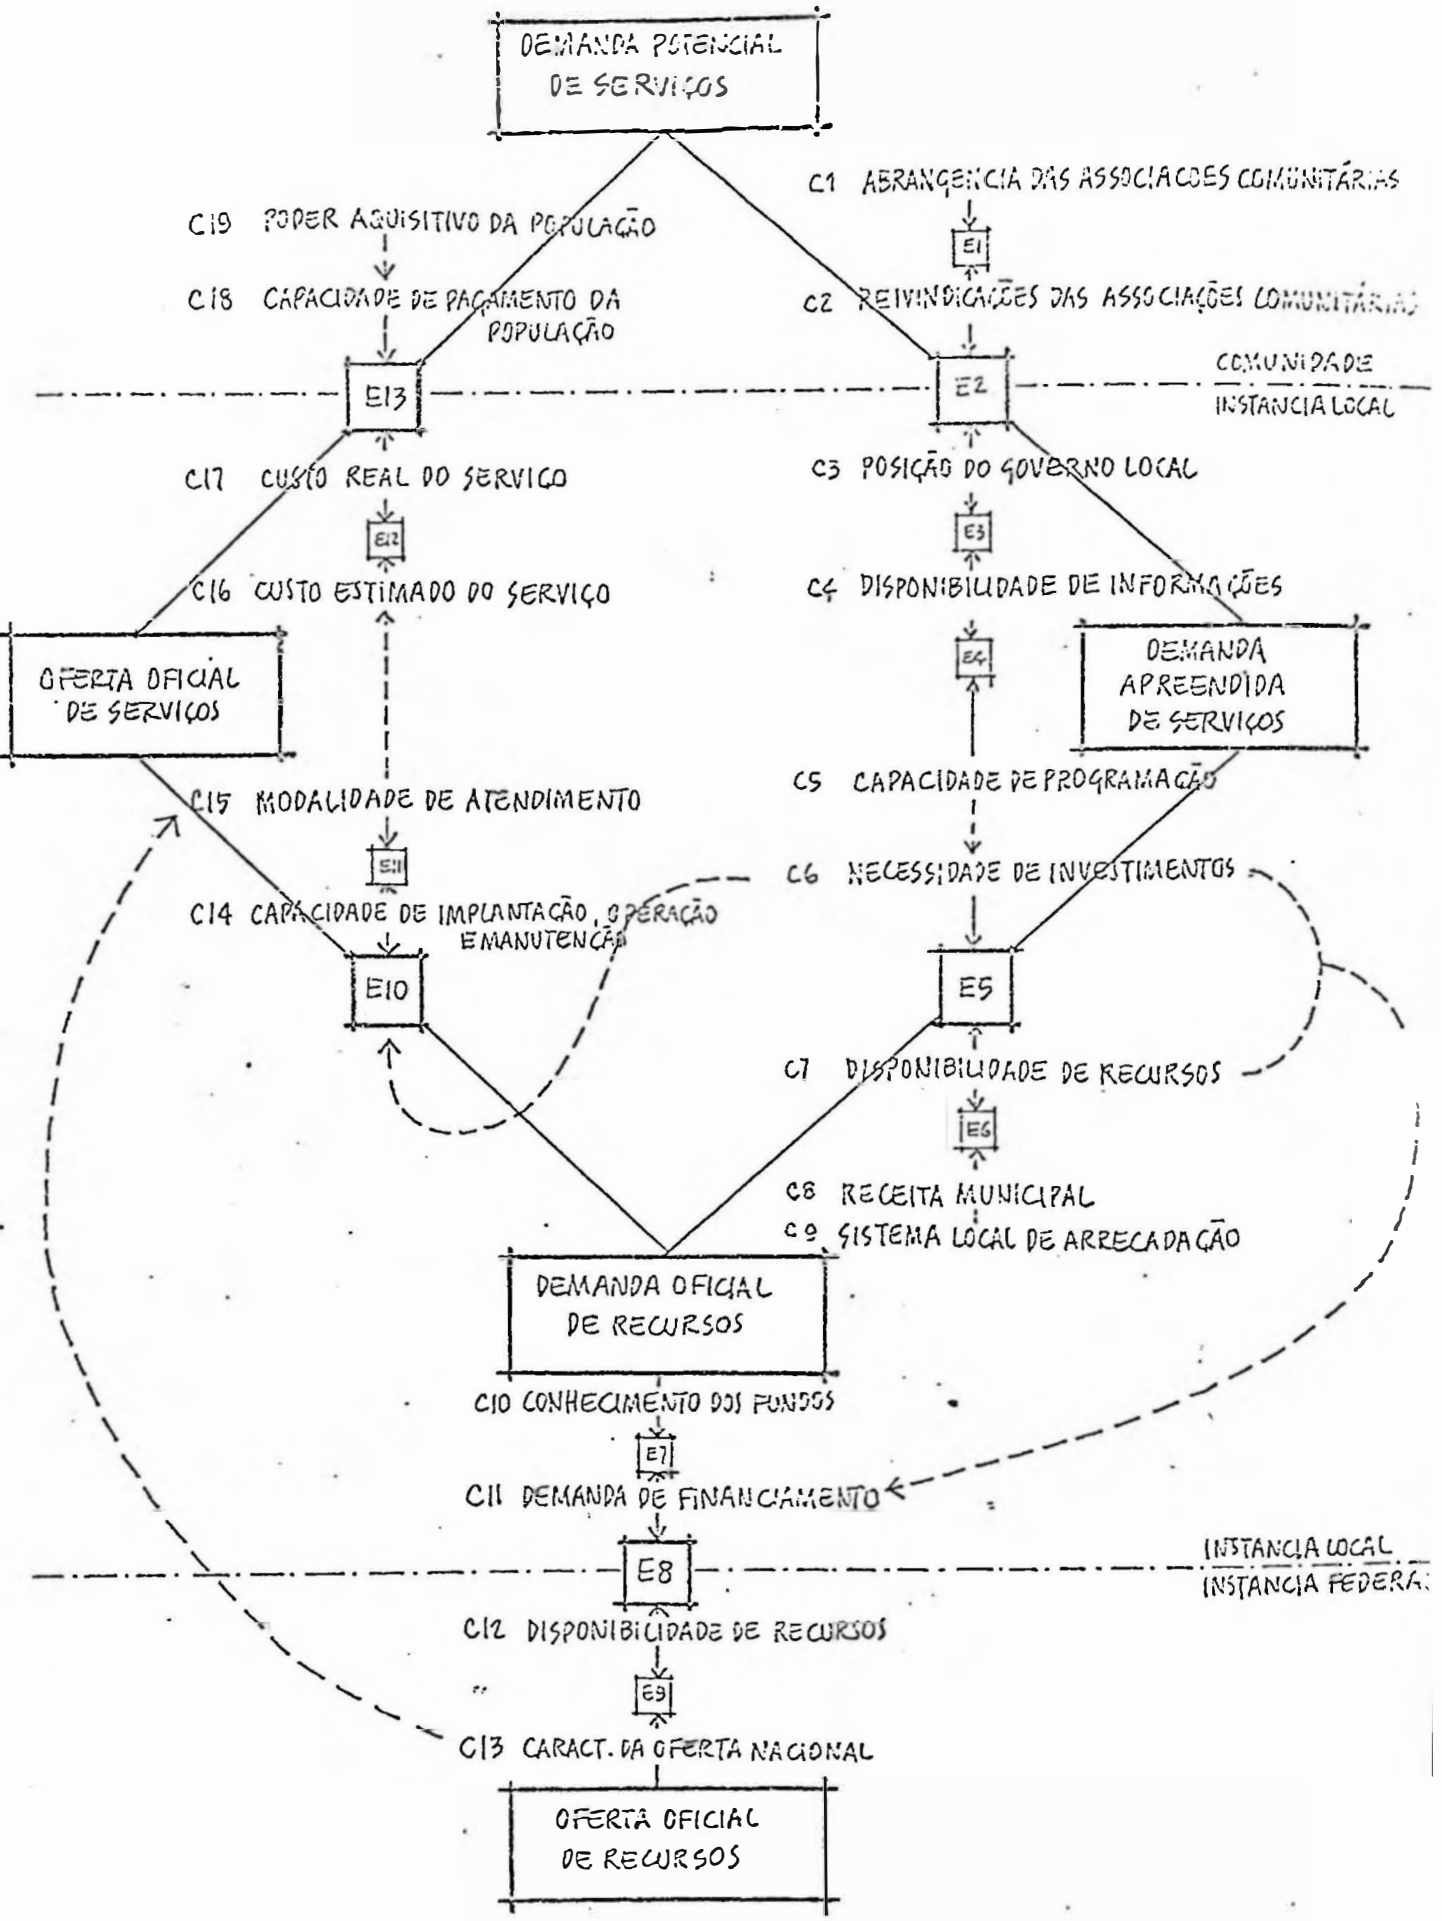 DEMANDA POTENCIAL
DE SERVIÇOS
C1 ABRANGENCIA DAS ASSOCIACOES COMUNITÁRIAS
E1
C2 REIVINDICAÇÕES DAS ASSOCIAÇÕES COMUNITÁRIAS
C19 PODER AQUISITIVO DA POPULAÇÃO
C18 CAPACIDADE DE PAGAMENTO DA
POPULAÇÃO
E13
E2
COMUNIDADE
INSTANCIA LOCAL
C17 CUSTO REAL DO SERVIÇO
E12
C16 CUSTO ESTIMADO DO SERVIÇO
C3 POSIÇÃO DO GOVERNO LOCAL
E3
C4 DISPONIBILIDADE DE INFORMAÇÕES
E4
OFERTA OFICIAL
DE SERVIÇOS
DEMANDA
APREENDIDA
DE SERVIÇOS
C15 MODALIDADE DE ATENDIMENTO
E11
C14 CAPACIDADE DE IMPLANTAÇÃO, OPERAÇÃO
E MANUTENÇÃO
E10
C5 CAPACIDADE DE PROGRAMAÇÃO
C6 NECESSIDADE DE INVESTIMENTOS
E5
C7 DISPONIBILIDADE DE RECURSOS
E6
C8 RECEITA MUNICIPAL
C9 SISTEMA LOCAL DE ARRECADAÇÃO
DEMANDA OFICIAL
DE RECURSOS
C10 CONHECIMENTO DOS FUNDOS
E7
C11 DEMANDA DE FINANCIAMENTO
E8
INSTANCIA LOCAL
INSTANCIA FEDERA
C12 DISPONIBILIDADE DE RECURSOS
E9
C13 CARACT. DA OFERTA NACIONAL
OFERTA OFICIAL
DE RECURSOS